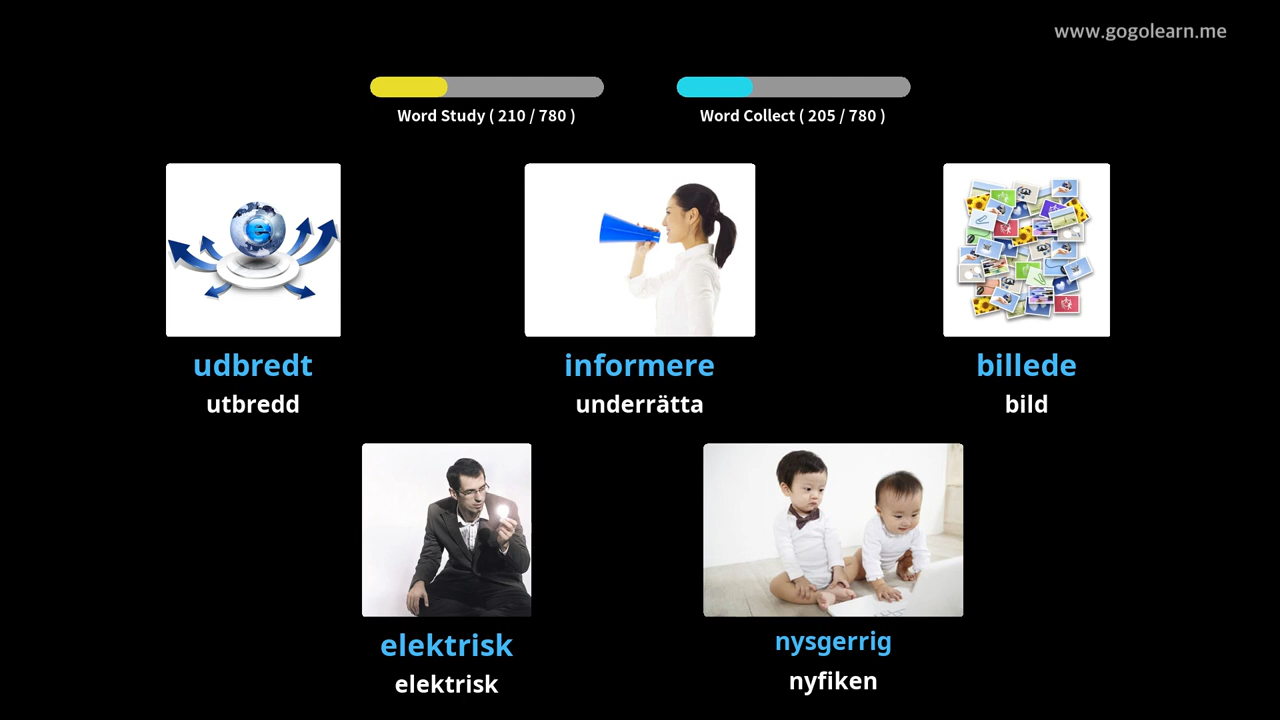 www.gogolearn.me
Word Study ( 210 / 780 )
Word Collect ( 205 / 780 )
udbredt
utbredd
informere
underrätta
billede
bild
elektrisk
elektrisk
nysgerrig
nyfiken